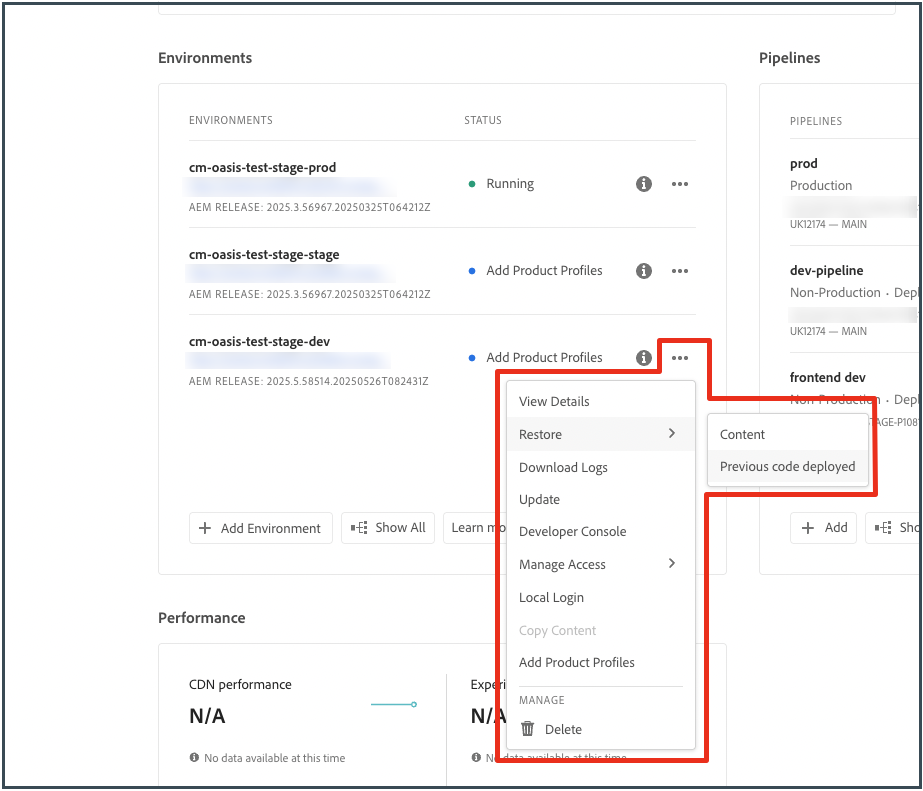 Environments
ENVIRONMENTS STATUS
cm-oasis-test-stage-prod
Running
AEM RELEASE: 2025.3.56967.20250325T064212Z
cm-oasis-test-stage-stage
Add Product Profiles
AEM RELEASE: 2025.3.56967.20250325T064212Z
cm-oasis-test-stage-dev
Add Product Profiles
AEM RELEASE: 2025.5.58514.20250526T082431Z
Add Environment
Show All
Learn mo
View Details
Restore
Download Logs
Update
Developer Console
Manage Access
Local Login
Copy Content
Add Product Profiles
MANAGE
Delete
Content
Previous code deployed
Pipelines
PIPELINES
prod
Production
UK12174 — MAIN
dev-pipeline
Non-Production · Depl
UK12174 — MAIN
frontend dev
Non-Production · Depl
TAGE-P108
Add
Sho
Performance
CDN performance
N/A
No data available at this time
Experi
N/A
No data available at this time